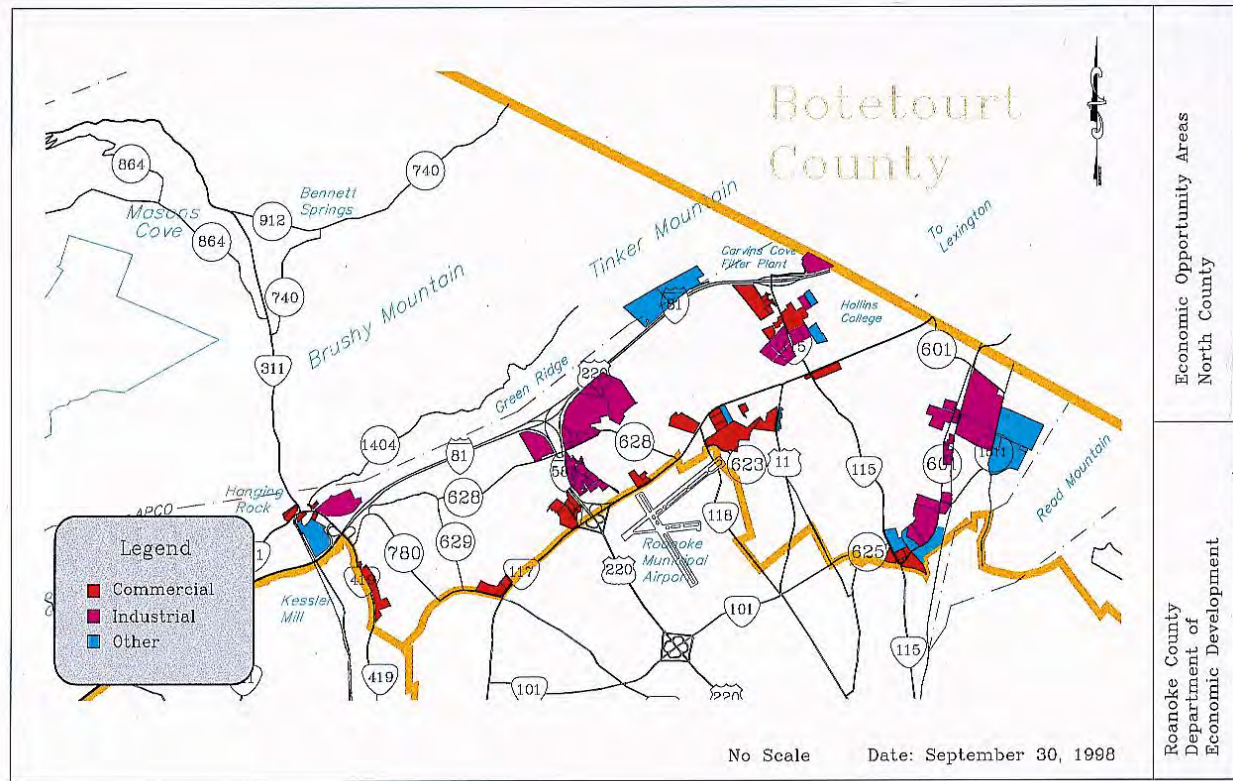 Botetourt
County
864
740
Bennett
Springs
912
Masons
Cove
864
740
Brushy Mountain
Tinker Mountain
To
Lexington
Carvins Cove
Filter Plant
81
Hollins
College
311
220
601
Green Ridge
1404
81
628
623
11
115
601
Read Mountain
Hanging
Rock
APCO
628
118
780
629
Roanoke
Municipal
Airport
625
117
220
Kessler
Mill
101
115
419
101
220
Legend
Commercial
Industrial
Other
No Scale
Date: September 30, 1998
Economic Opportunity Areas
North County
Roanoke County
Department of
Economic Development